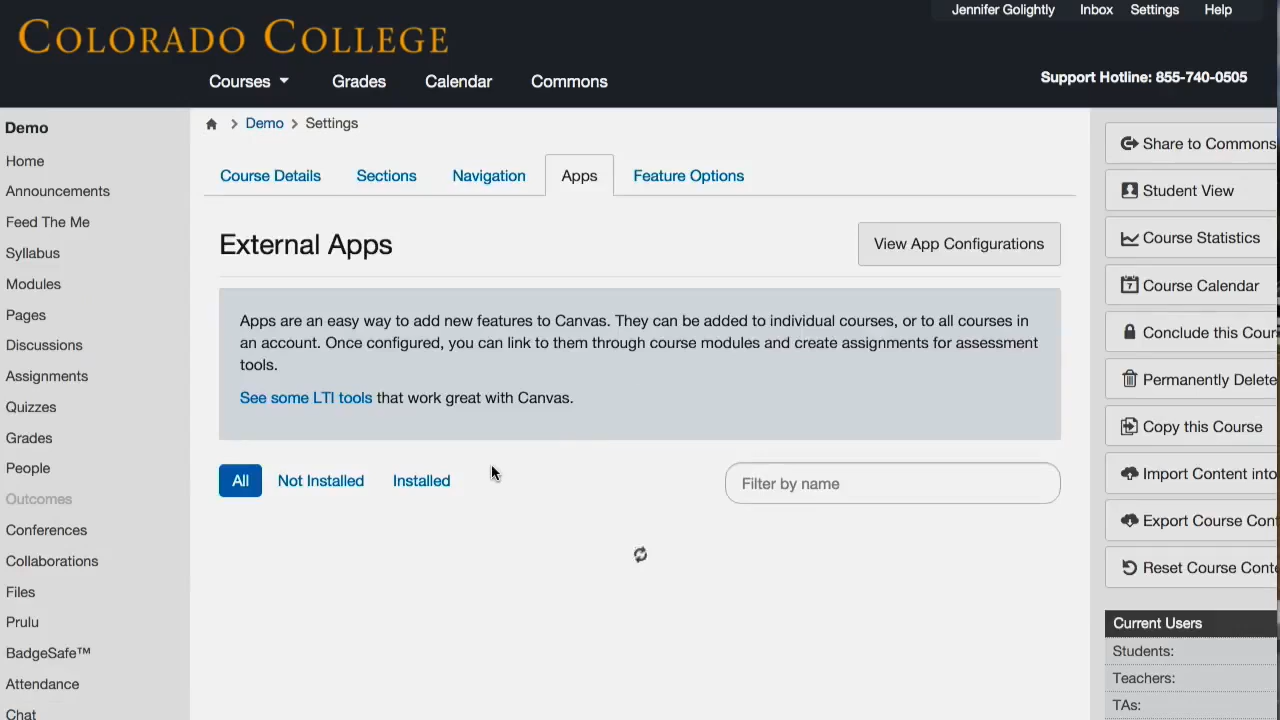 Jennifer Golightly Inbox Settings Help
COLORADO COLLEGE
Courses Grades Calendar Commons
Support Hotline: 855-740-0505
Demo
Home
Announcements
Feed The Me
Syllabus
Modules
Pages
Discussions
Assignments
Quizzes
Grades
People
Outcomes
Conferences
Collaborations
Files
Prulu
BadgeSafe™
Attendance
Chat
Demo > Settings
Course Details Sections Navigation Apps Feature Options
External Apps
View App Configurations
Apps are an easy way to add new features to Canvas. They can be added to individual courses, or to all courses in
an account. Once configured, you can link to them through course modules and create assignments for assessment
tools.
See some LTI tools that work great with Canvas.
All Not Installed Installed
Filter by name
Share to Commons
Student View
Course Statistics
7 Course Calendar
Conclude this Cour
Permanently Delete
Copy this Course
Import Content into
Export Course Con
Reset Course Conte
Current Users
Students:
Teachers:
TAs: